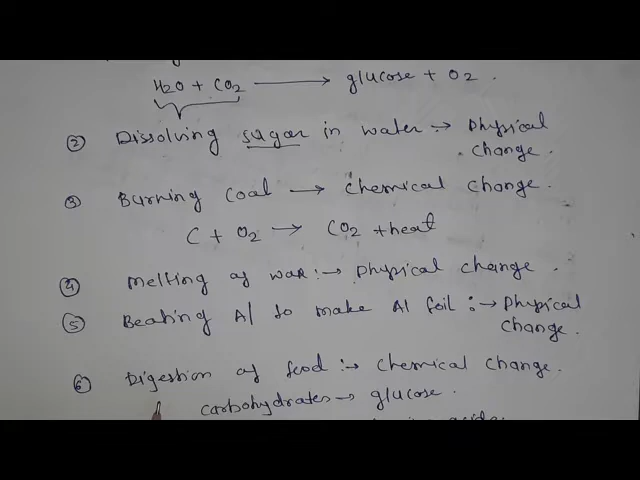 H2O + CO2 → glucose + O2 .
② Dissolving sugar in water :→ Physical
change .
③ Burning coal → chemical change .
C + O2 → CO2 + heat
④ Melting of wax :→ Physical change .
⑤ Beating Al to make Al foil :→ Physical
change .
⑥ Digestion of food :→ chemical change .
carbohydrates → glucose .